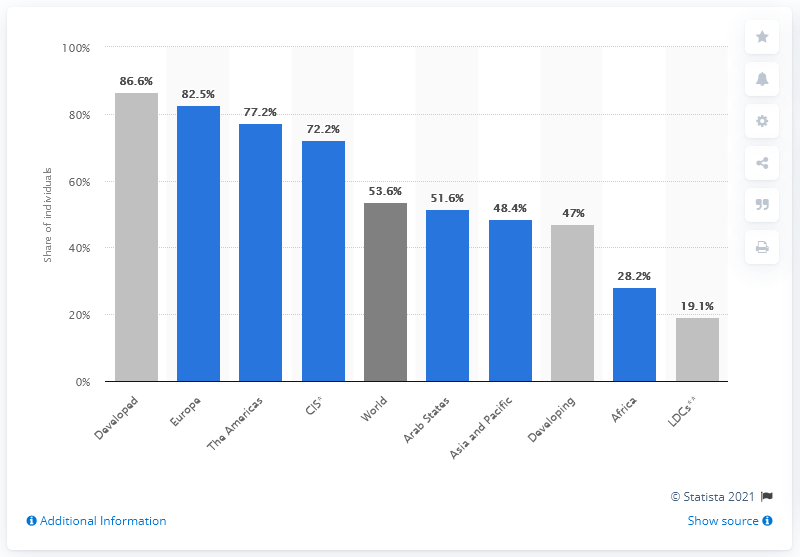 100%
80%
60%
40%
20%
0%
Share of individuals
86.6%
82.5%
77.2%
72.2%
53.6%
51.6%
48.4%
47%
28.2%
19.1%
Developed
Europe
The Americas
CIS*
World
Arab States
Asia and Pacific
Developing
Africa
LDCs**
© Statista 2021
Additional Information
Show source